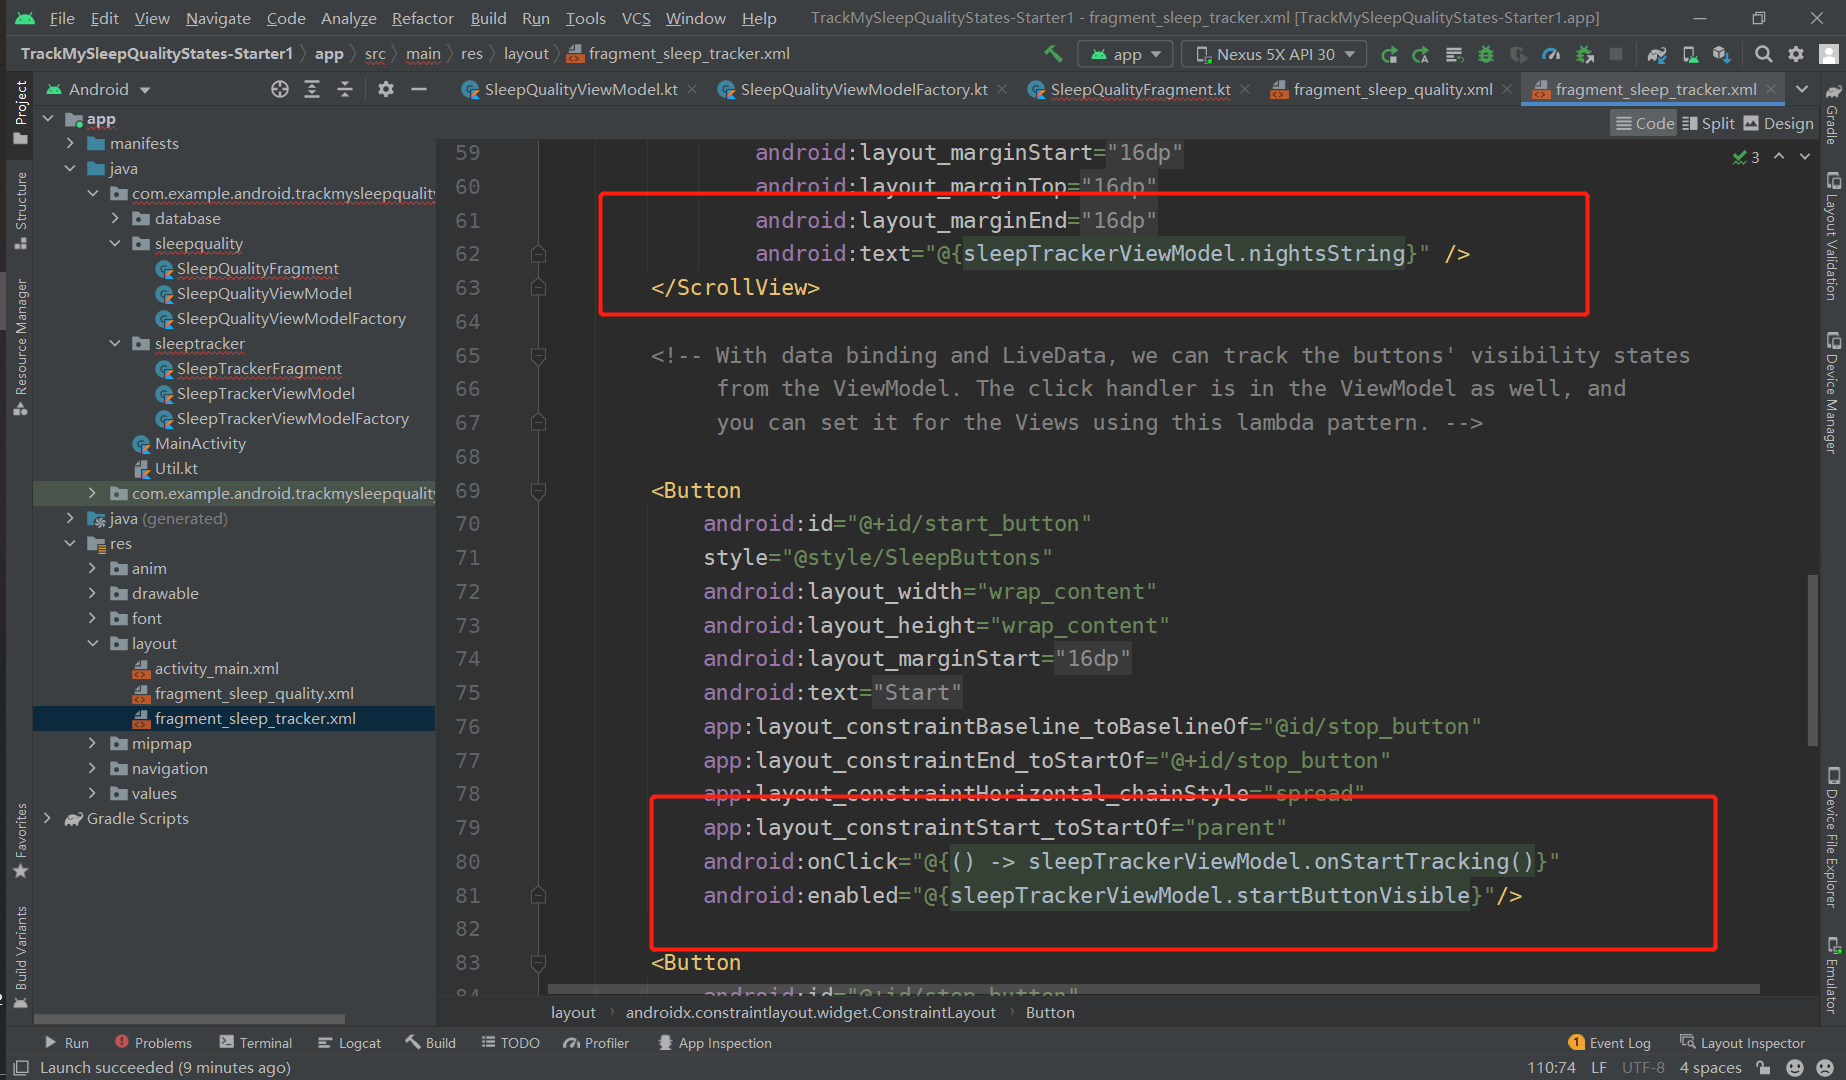 File Edit View Navigate Code Analyze Refactor Build Run Tools VCS Window Help TrackMySleepQualityStates-Starter1 - fragment_sleep_tracker.xml [TrackMySleepQualityStates-Starter1.app]
TrackMySleepQualityStates-Starter1 app src main res layout fragment_sleep_tracker.xml app Nexus 5X API 30
Android SleepQualityViewModel.kt SleepQualityViewModelFactory.kt SleepQualityFragment.kt fragment_sleep_quality.xml fragment_sleep_tracker.xml
Code Split Design
3
Project
Structure
Resource Manager
Favorites
Build Variants
app
manifests
java
com.example.android.trackmysleepquality
database
sleepquality
SleepQualityFragment
SleepQualityViewModel
SleepQualityViewModelFactory
sleeptracker
SleepTrackerFragment
SleepTrackerViewModel
SleepTrackerViewModelFactory
MainActivity
Util.kt
com.example.android.trackmysleepquality
java (generated)
res
anim
drawable
font
layout
activity_main.xml
fragment_sleep_quality.xml
fragment_sleep_tracker.xml
mipmap
navigation
values
Gradle Scripts
59 android:layout_marginStart="16dp"
60 android:layout_marginTop="16dp"
61 android:layout_marginEnd="16dp"
62 android:text="@{sleepTrackerViewModel.nightsString}" />
63 </ScrollView>
64
65 <!-- With data binding and LiveData, we can track the buttons' visibility states
66 from the ViewModel. The click handler is in the ViewModel as well, and
67 you can set it for the Views using this lambda pattern. -->
68
69 <Button
70 android:id="@+id/start_button"
71 style="@style/SleepButtons"
72 android:layout_width="wrap_content"
73 android:layout_height="wrap_content"
74 android:layout_marginStart="16dp"
75 android:text="Start"
76 app:layout_constraintBaseline_toBaselineOf="@id/stop_button"
77 app:layout_constraintEnd_toStartOf="@+id/stop_button"
78 app:layout_constraintHorizontal_chainStyle="spread"
79 app:layout_constraintStart_toStartOf="parent"
80 android:onClick="@{() -> sleepTrackerViewModel.onStartTracking()}"
81 android:enabled="@{sleepTrackerViewModel.startButtonVisible}"/>
82
83 <Button
84 android:id="@+id/stop_button"
layout androidx.constraintlayout.widget.ConstraintLayout Button
Gradle
Layout Validation
Device Manager
Device File Explorer
Emulator
Run Problems Terminal Logcat Build TODO Profiler App Inspection 1 Event Log Layout Inspector
Launch succeeded (9 minutes ago) 110:74 LF UTF-8 4 spaces